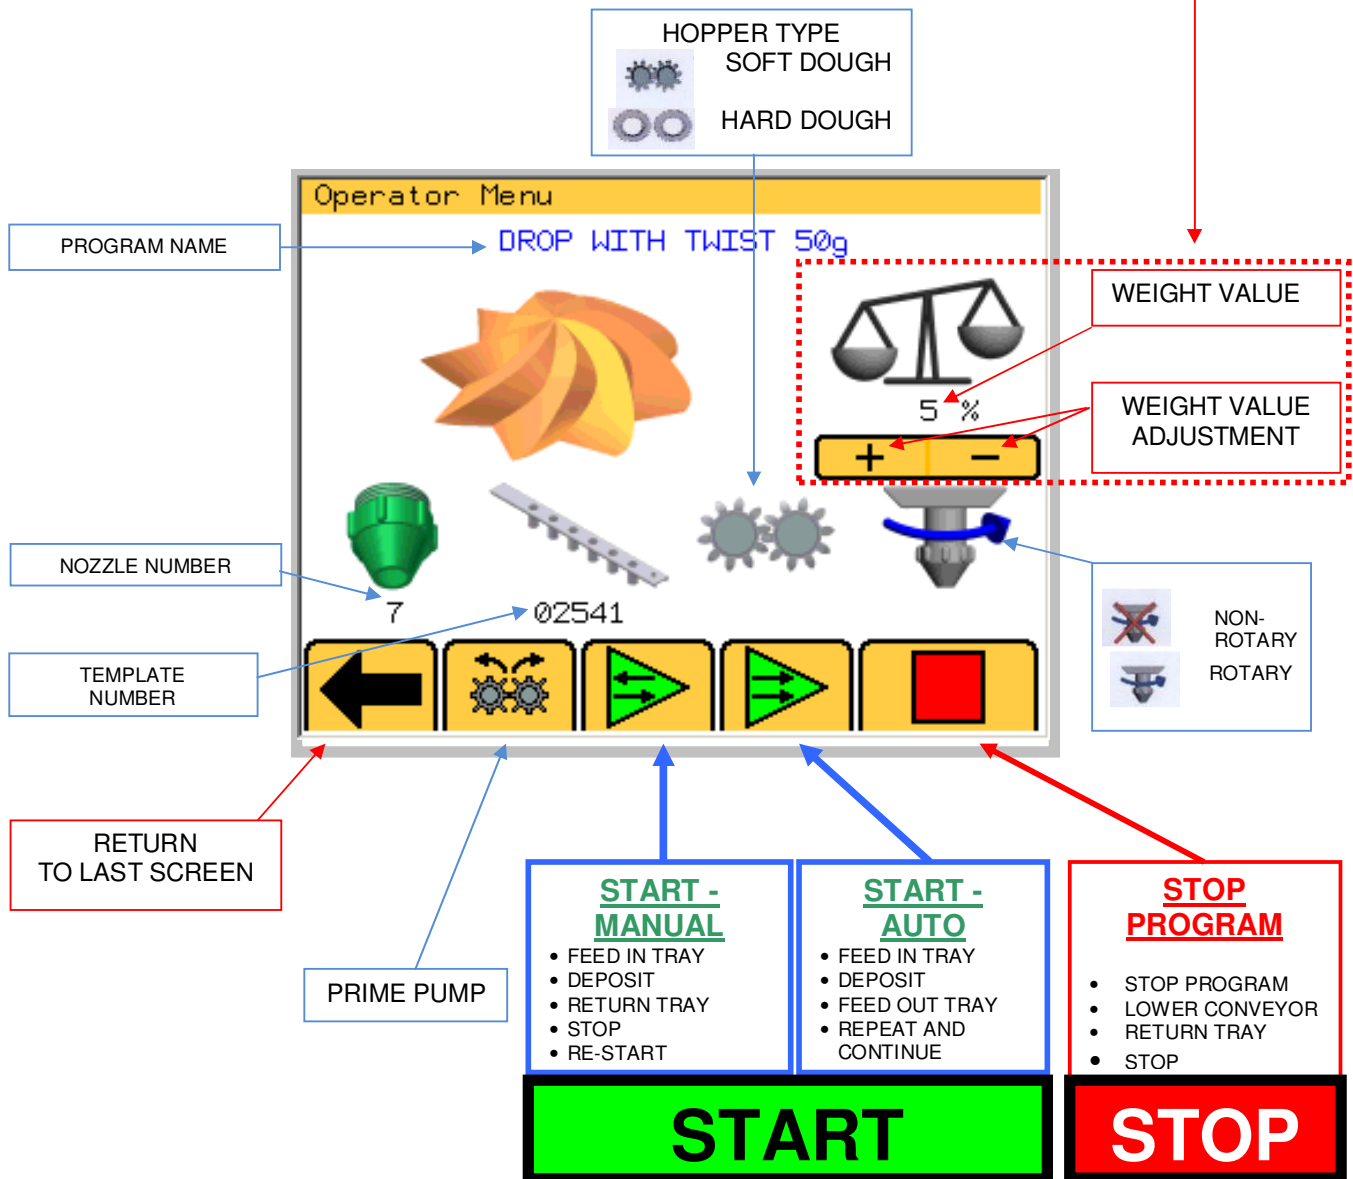 HOPPER TYPE
SOFT DOUGH
HARD DOUGH
Operator Menu
PROGRAM NAME
DROP WITH TWIST 50g
WEIGHT VALUE
5 %
WEIGHT VALUE
ADJUSTMENT
+ −
NOZZLE NUMBER
7
02541
TEMPLATE
NUMBER
NON-
ROTARY
ROTARY
RETURN
TO LAST SCREEN
PRIME PUMP
START -
MANUAL
• FEED IN TRAY
• DEPOSIT
• RETURN TRAY
• STOP
• RE-START
START -
AUTO
• FEED IN TRAY
• DEPOSIT
• FEED OUT TRAY
• REPEAT AND
CONTINUE
STOP
PROGRAM
• STOP PROGRAM
• LOWER CONVEYOR
• RETURN TRAY
• STOP
START
STOP